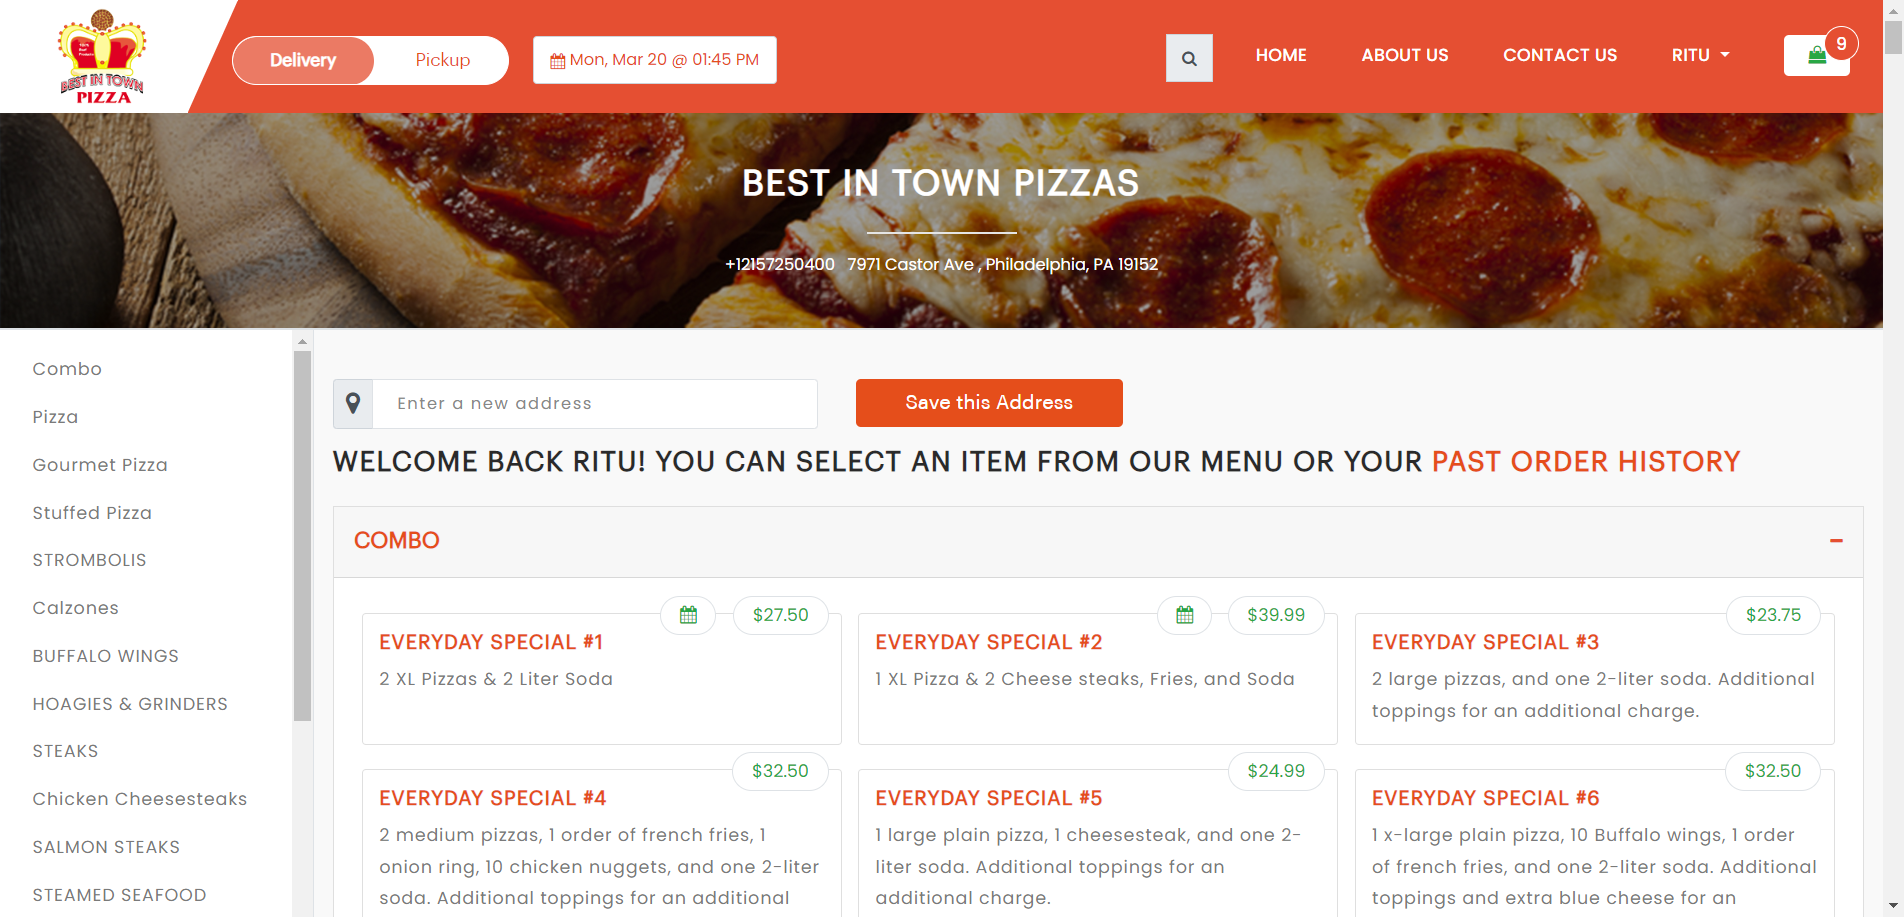 BEST IN TOWN
PIZZA
Delivery
Pickup
Mon, Mar 20 @ 01:45 PM
HOME
ABOUT US
CONTACT US
RITU
9
BEST IN TOWN PIZZAS
+12157250400 7971 Castor Ave , Philadelphia, PA 19152
Combo
Pizza
Gourmet Pizza
Stuffed Pizza
STROMBOLIS
Calzones
BUFFALO WINGS
HOAGIES & GRINDERS
STEAKS
Chicken Cheesesteaks
SALMON STEAKS
STEAMED SEAFOOD
Enter a new address
Save this Address
WELCOME BACK RITU! YOU CAN SELECT AN ITEM FROM OUR MENU OR YOUR PAST ORDER HISTORY
COMBO
$27.50
EVERYDAY SPECIAL #1
2 XL Pizzas & 2 Liter Soda
$39.99
EVERYDAY SPECIAL #2
1 XL Pizza & 2 Cheese steaks, Fries, and Soda
$23.75
EVERYDAY SPECIAL #3
2 large pizzas, and one 2-liter soda. Additional
toppings for an additional charge.
$32.50
EVERYDAY SPECIAL #4
2 medium pizzas, 1 order of french fries, 1
onion ring, 10 chicken nuggets, and one 2-liter
soda. Additional toppings for an additional
$24.99
EVERYDAY SPECIAL #5
1 large plain pizza, 1 cheesesteak, and one 2-
liter soda. Additional toppings for an
additional charge.
$32.50
EVERYDAY SPECIAL #6
1 x-large plain pizza, 10 Buffalo wings, 1 order
of french fries, and one 2-liter soda. Additional
toppings and extra blue cheese for an